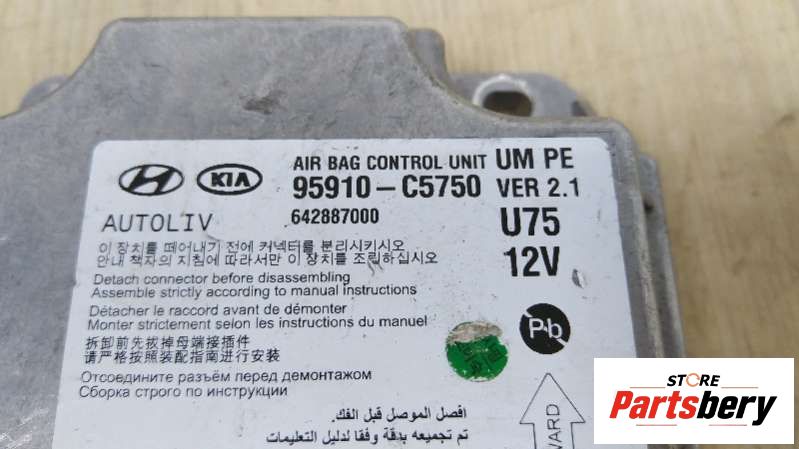 AIR BAG CONTROL UNIT UM PE
KIA 95910-C5750 VER 2.1
AUTOLIV 642887000 U75
이 장치를 떼어내기 전에 커넥터를 분리시키시오
안내 책자의 지침에 따라서만 이 장치를 조립하십시오 12V
Detach connector before disassembling
Assemble strictly according to manual instructions
Détacher le raccord avant de démonter
Monter strictement selon les instructions du manuel
Pb
拆卸前先拔掉母端接插件
请严格按照装配指南进行安装
Отсоедините разъём перед демонтажом
Сборка строго по инструкции
افصل الموصل قبل الفك.
تم تجميعه بدقة وفقا لدليل التعليمات
WARD
STORE
Partsbery